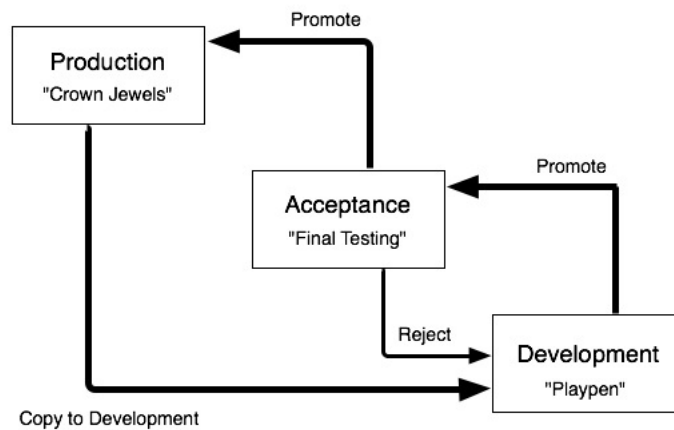 Promote
Production
"Crown Jewels"
Promote
Acceptance
"Final Testing"
Reject
Development
"Playpen"
Copy to Development